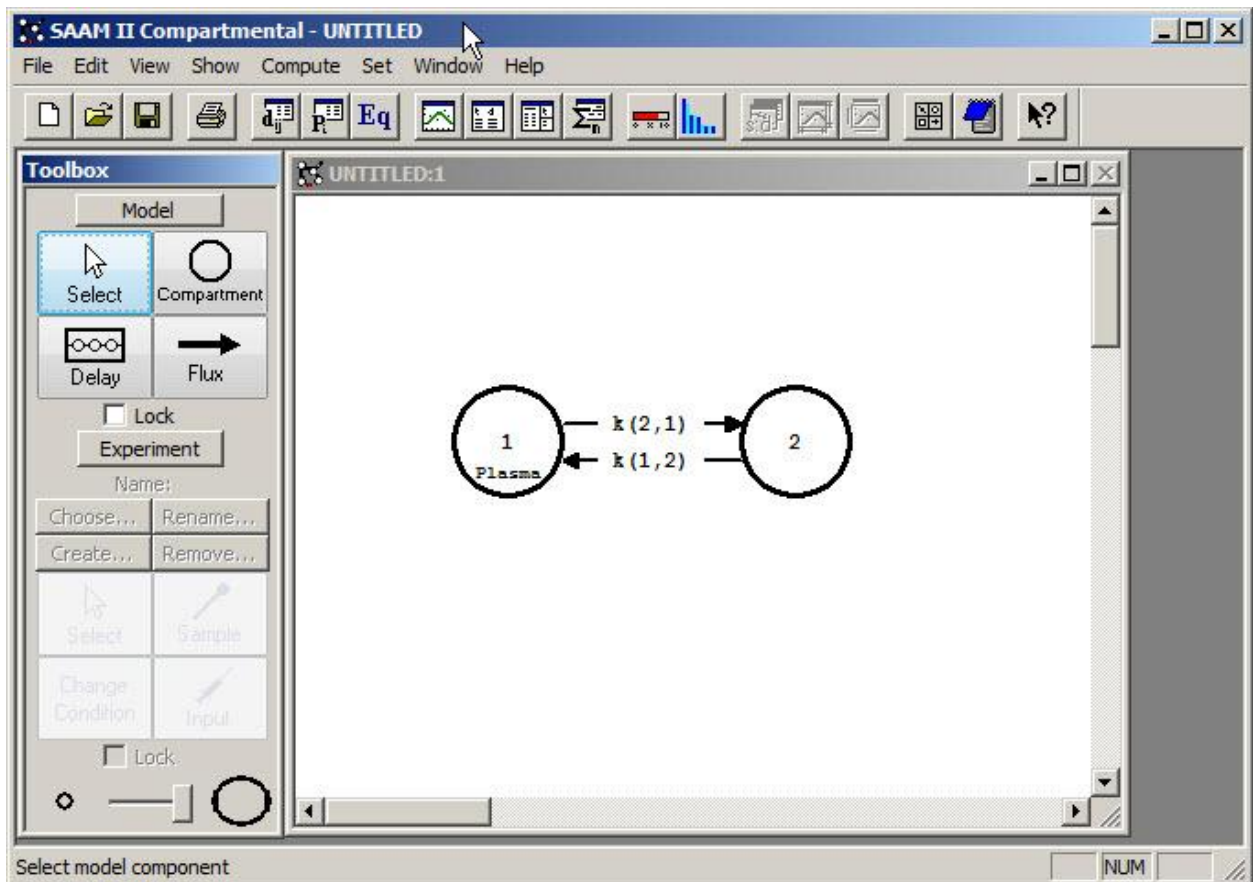 SAAM II Compartmental - UNTITLED
File Edit View Show Compute Set Window Help
Eq
Toolbox
UNTITLED:1
Model
Select Compartment
Delay Flux
Lock
Experiment
Name:
Choose... Rename...
Create... Remove...
Select Sample
Change Condition Input
Lock
k(2,1)
1 2
k(1,2)
Plasma
Select model component NUM